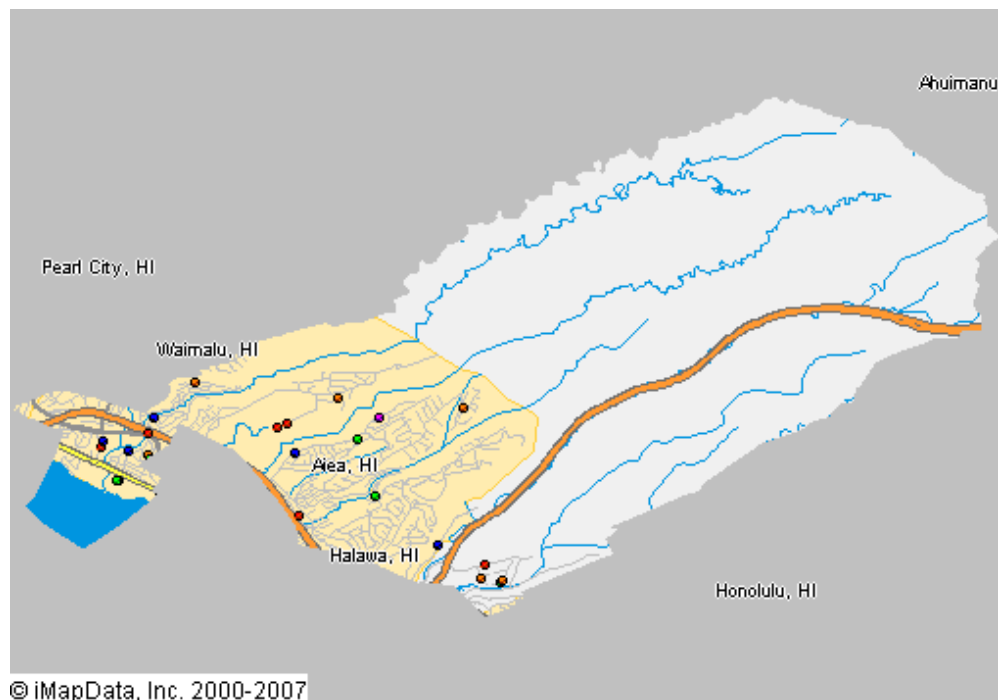 Ahuimanu
Pearl City, HI
Waimalu, HI
Aiea, HI
Halawa, HI
Honolulu, HI
© iMapData, Inc. 2000-2007